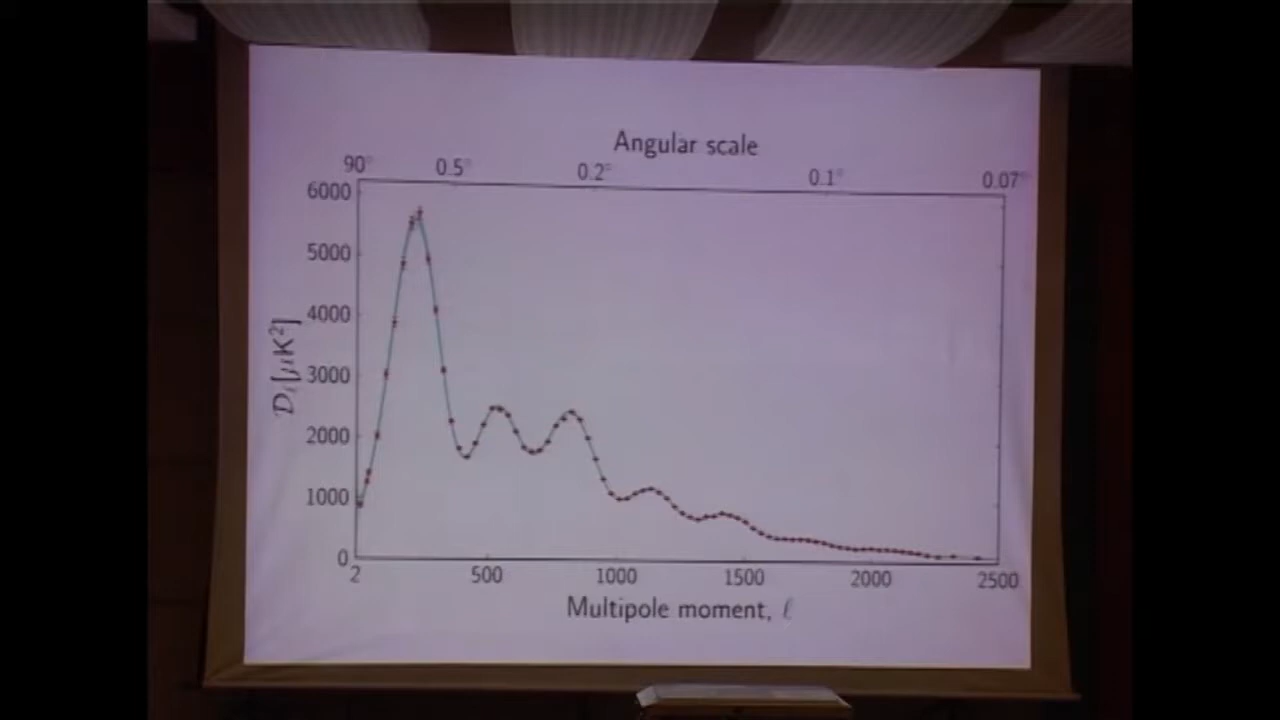 Angular scale
90° 0.5° 0.2° 0.1° 0.07°
6000
5000
4000
3000
2000
1000
0
𝒟ℓ[μK²]
2 500 1000 1500 2000 2500
Multipole moment, ℓ